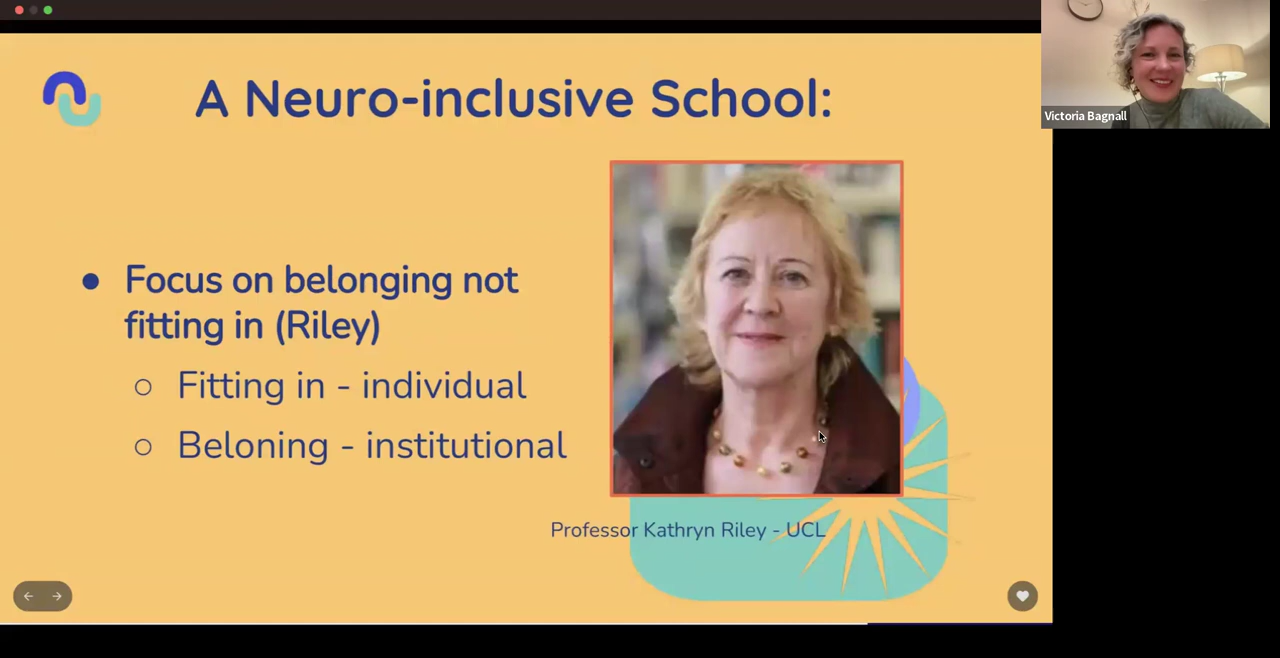 A Neuro-inclusive School:
Victoria Bagnall
Focus on belonging not
fitting in (Riley)
Fitting in - individual
Beloning - institutional
Professor Kathryn Riley - UCL